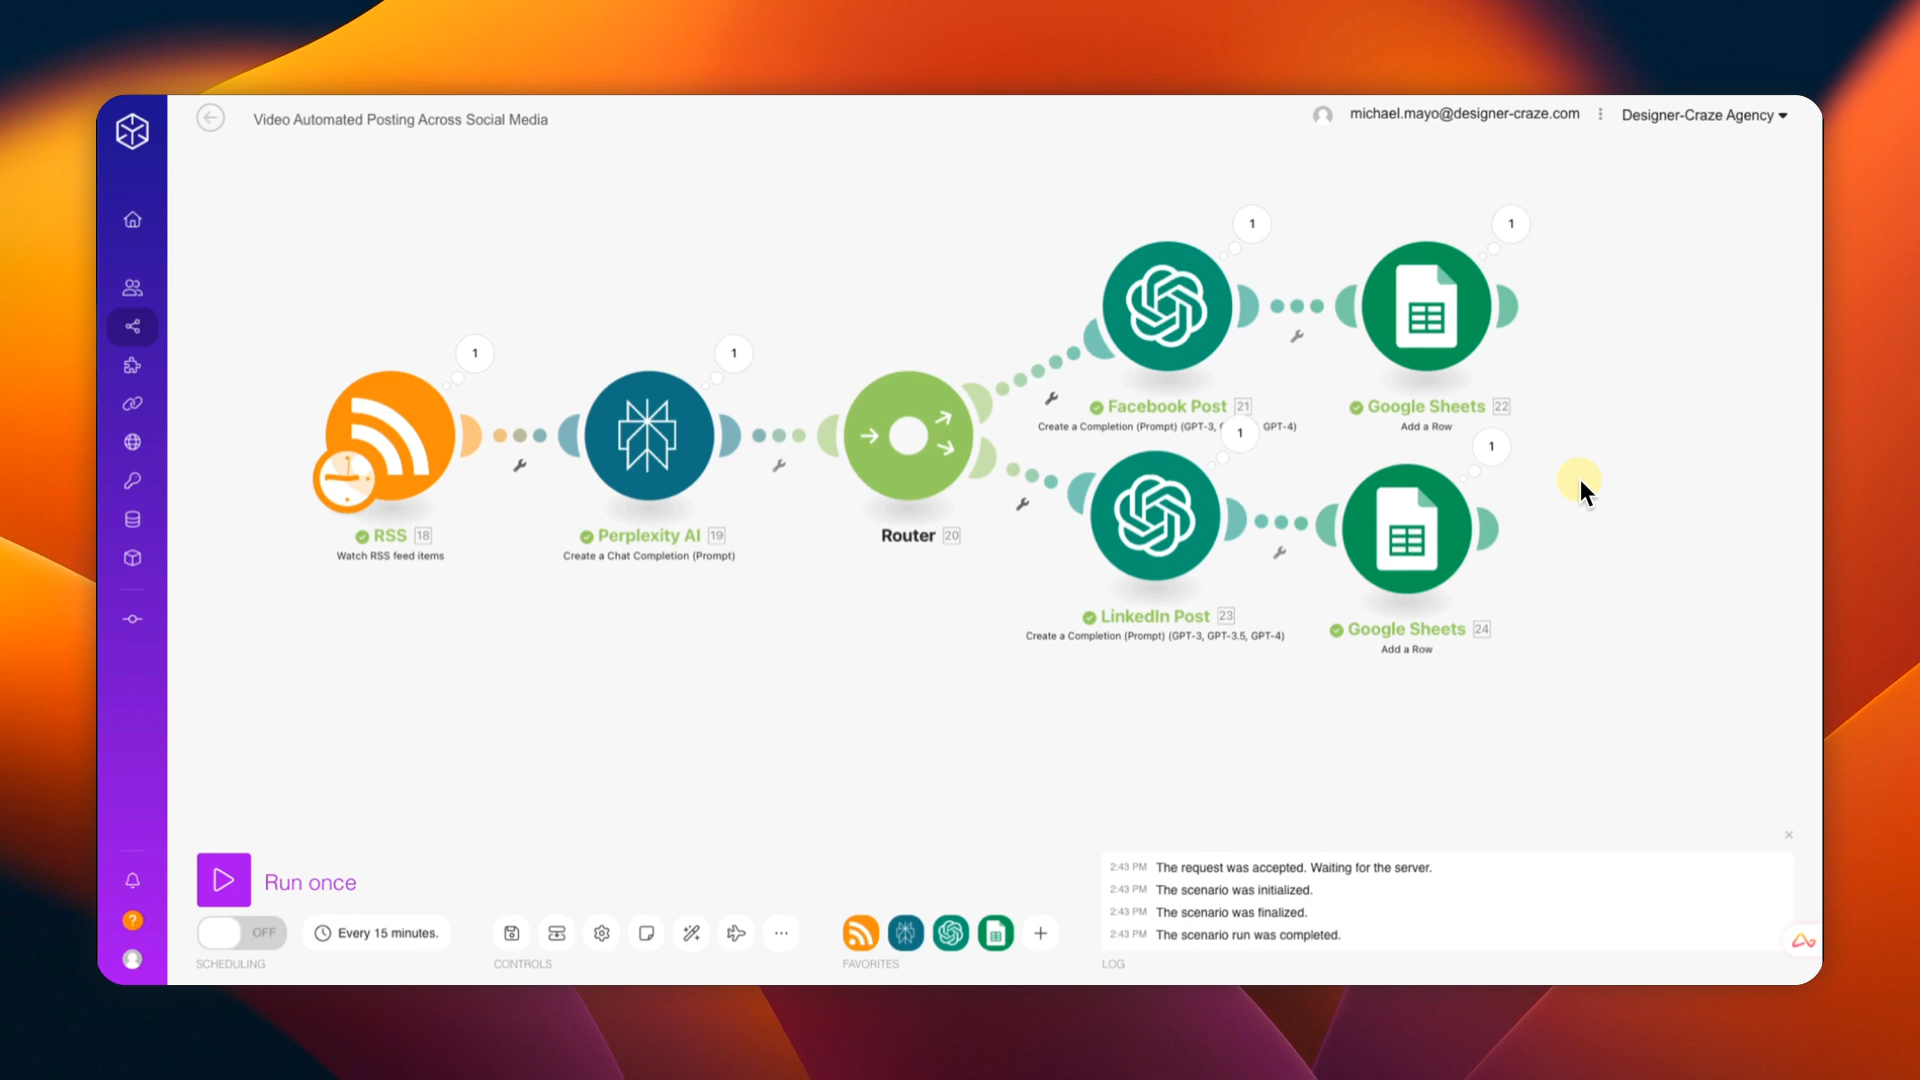 Video Automated Posting Across Social Media
michael.mayo@designer-craze.com
Designer-Craze Agency
1
1
1
1
RSS 18
Watch RSS feed items
Perplexity AI 19
Create a Chat Completion (Prompt)
Router 20
Facebook Post 21
Create a Completion (Prompt) (GPT-3, GPT-4)
Google Sheets 22
Add a Row
1
1
LinkedIn Post 23
Create a Completion (Prompt) (GPT-3, GPT-3.5, GPT-4)
Google Sheets 24
Add a Row
Run once
OFF
Every 15 minutes.
SCHEDULING
...
CONTROLS
+
FAVORITES
2:43 PM The request was accepted. Waiting for the server.
2:43 PM The scenario was initialized.
2:43 PM The scenario was finalized.
2:43 PM The scenario run was completed.
LOG
?